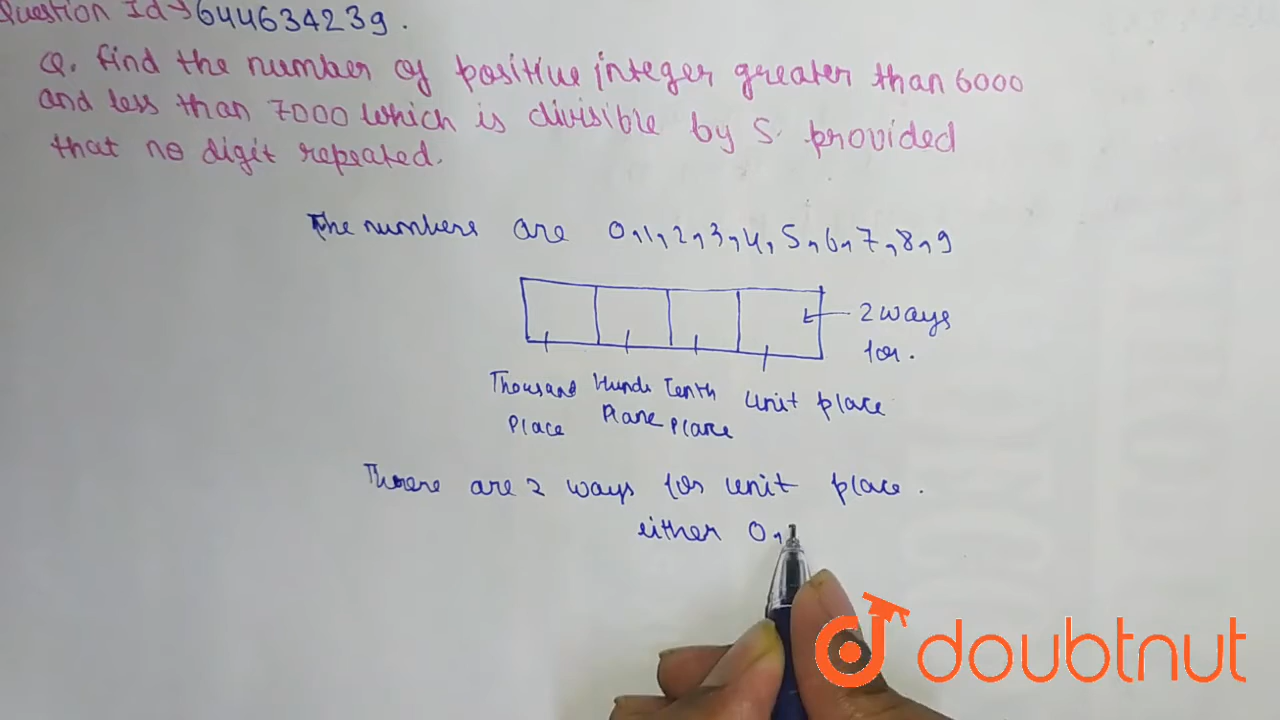 Question Id → 644634239.
Q. find the number of positive integer greater than 6000
and less than 7000 which is divisible by 5. provided
that no digit repeated.
The numbers are 0,1,2,3,4,5,6,7,8,9
2 ways
for.
Thousand Hund Tenth unit place
Place Place Place
There are 2 ways for unit place.
either 0,
doubtnut